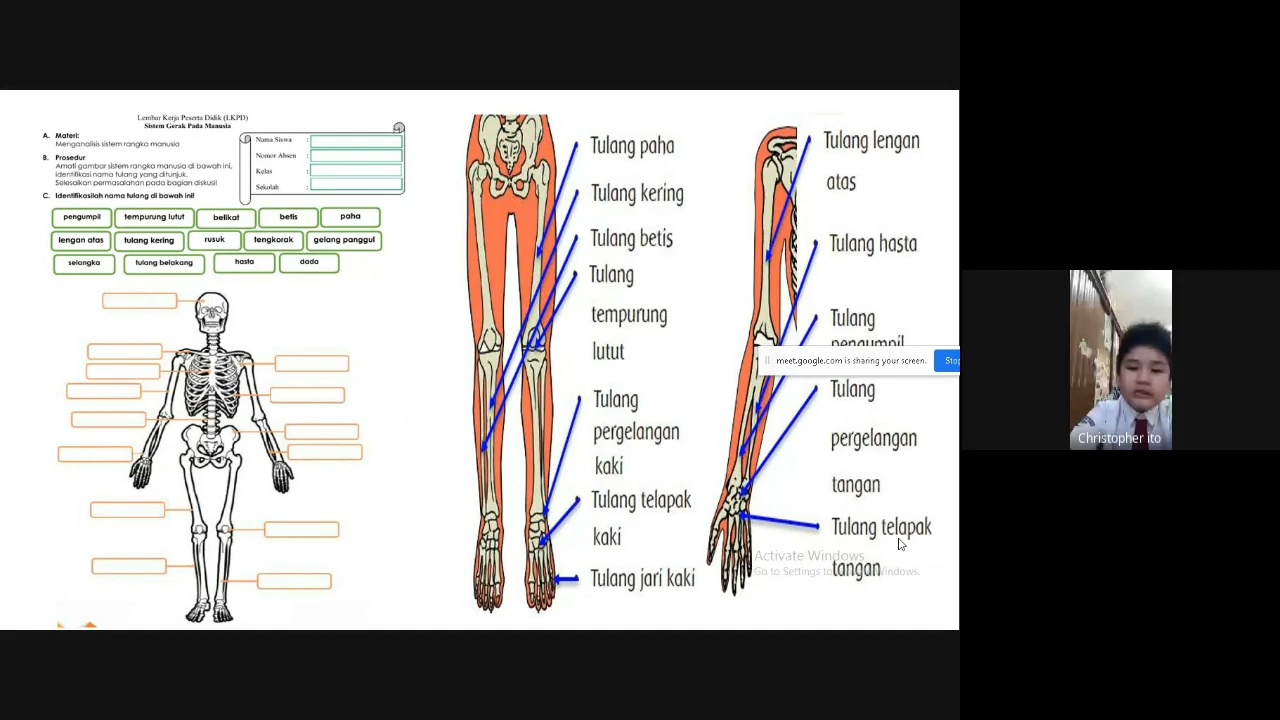 Lembar Kerja Peserta Didik (LKPD)
Sistem Gerak Pada Manusia
A. Materi:
Menganalisis sistem rangka manusia
B. Prosedur
Amati gambar sistem rangka manusia di bawah ini,
identifikasi nama tulang yang ditunjuk.
Selesaikan permasalahan pada bagian diskusi!
Nama Siswa :
Nomor Absen :
Kelas :
Sekolah :
C. Identifikasilah nama tulang di bawah ini!
pengumpil tempurung lutut belikat betis paha
lengan atas tulang kering rusuk tengkorak gelang panggul
selangka tulang belakang hasta dada
Tulang paha
Tulang kering
Tulang betis
Tulang
tempurung
lutut
Tulang
pergelangan
kaki
Tulang telapak
kaki
Tulang jari kaki
Tulang lengan
atas
Tulang hasta
Tulang
pengumpil
Tulang
pergelangan
tangan
Tulang telapak
tangan
meet.google.com is sharing your screen.
Activate Windows
Go to Settings to Windows.
Christopher ito